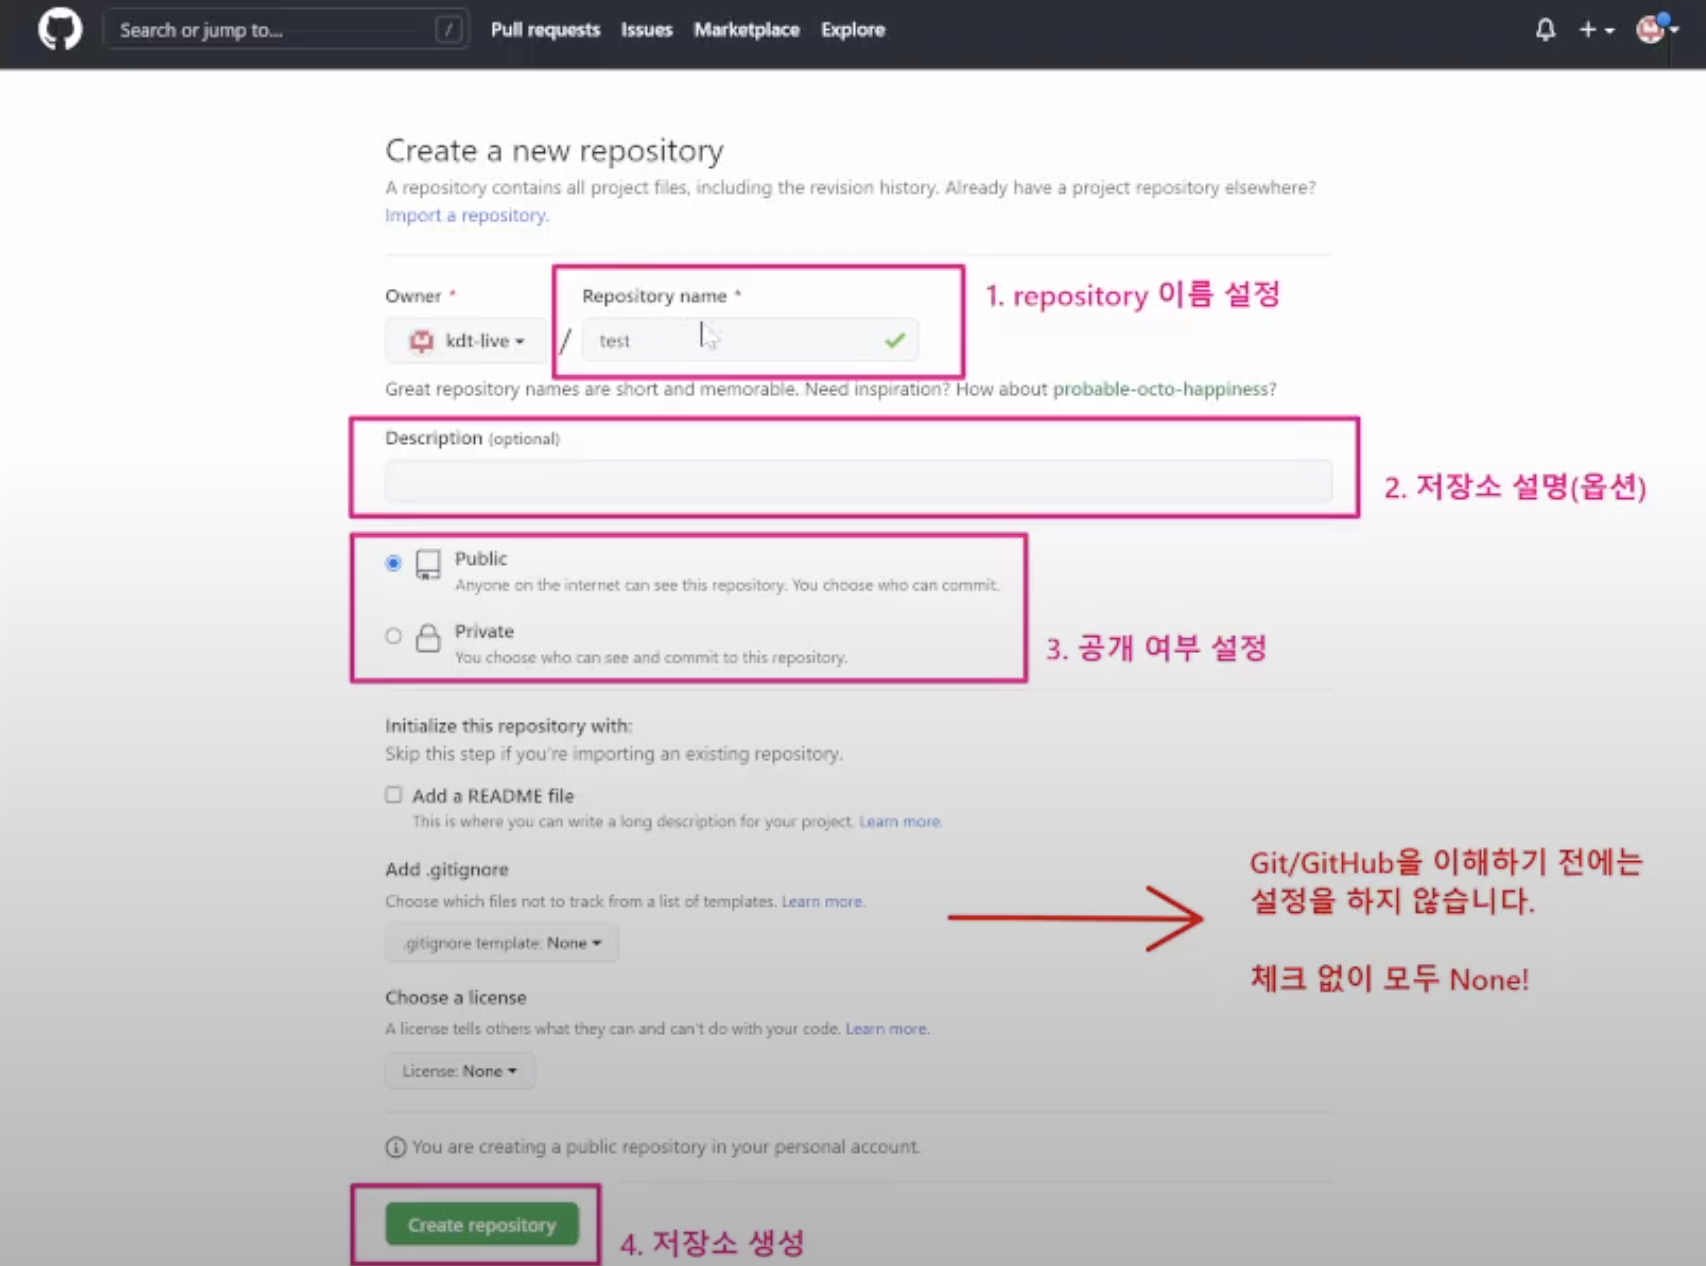 Search or jump to... /
Pull requests Issues Marketplace Explore
Create a new repository
A repository contains all project files, including the revision history. Already have a project repository elsewhere?
Import a repository.
Owner *
kdt-live
/
Repository name *
test
1. repository 이름 설정
Great repository names are short and memorable. Need inspiration? How about probable-octo-happiness?
Description (optional)
2. 저장소 설명(옵션)
Public
Anyone on the internet can see this repository. You choose who can commit.
Private
You choose who can see and commit to this repository.
3. 공개 여부 설정
Initialize this repository with:
Skip this step if you're importing an existing repository.
Add a README file
This is where you can write a long description for your project. Learn more.
Add .gitignore
Choose which files not to track from a list of templates. Learn more.
.gitignore template: None
Git/GitHub을 이해하기 전에는
설정을 하지 않습니다.
체크 없이 모두 None!
Choose a license
A license tells others what they can and can't do with your code. Learn more.
License: None
You are creating a public repository in your personal account.
Create repository
4. 저장소 생성